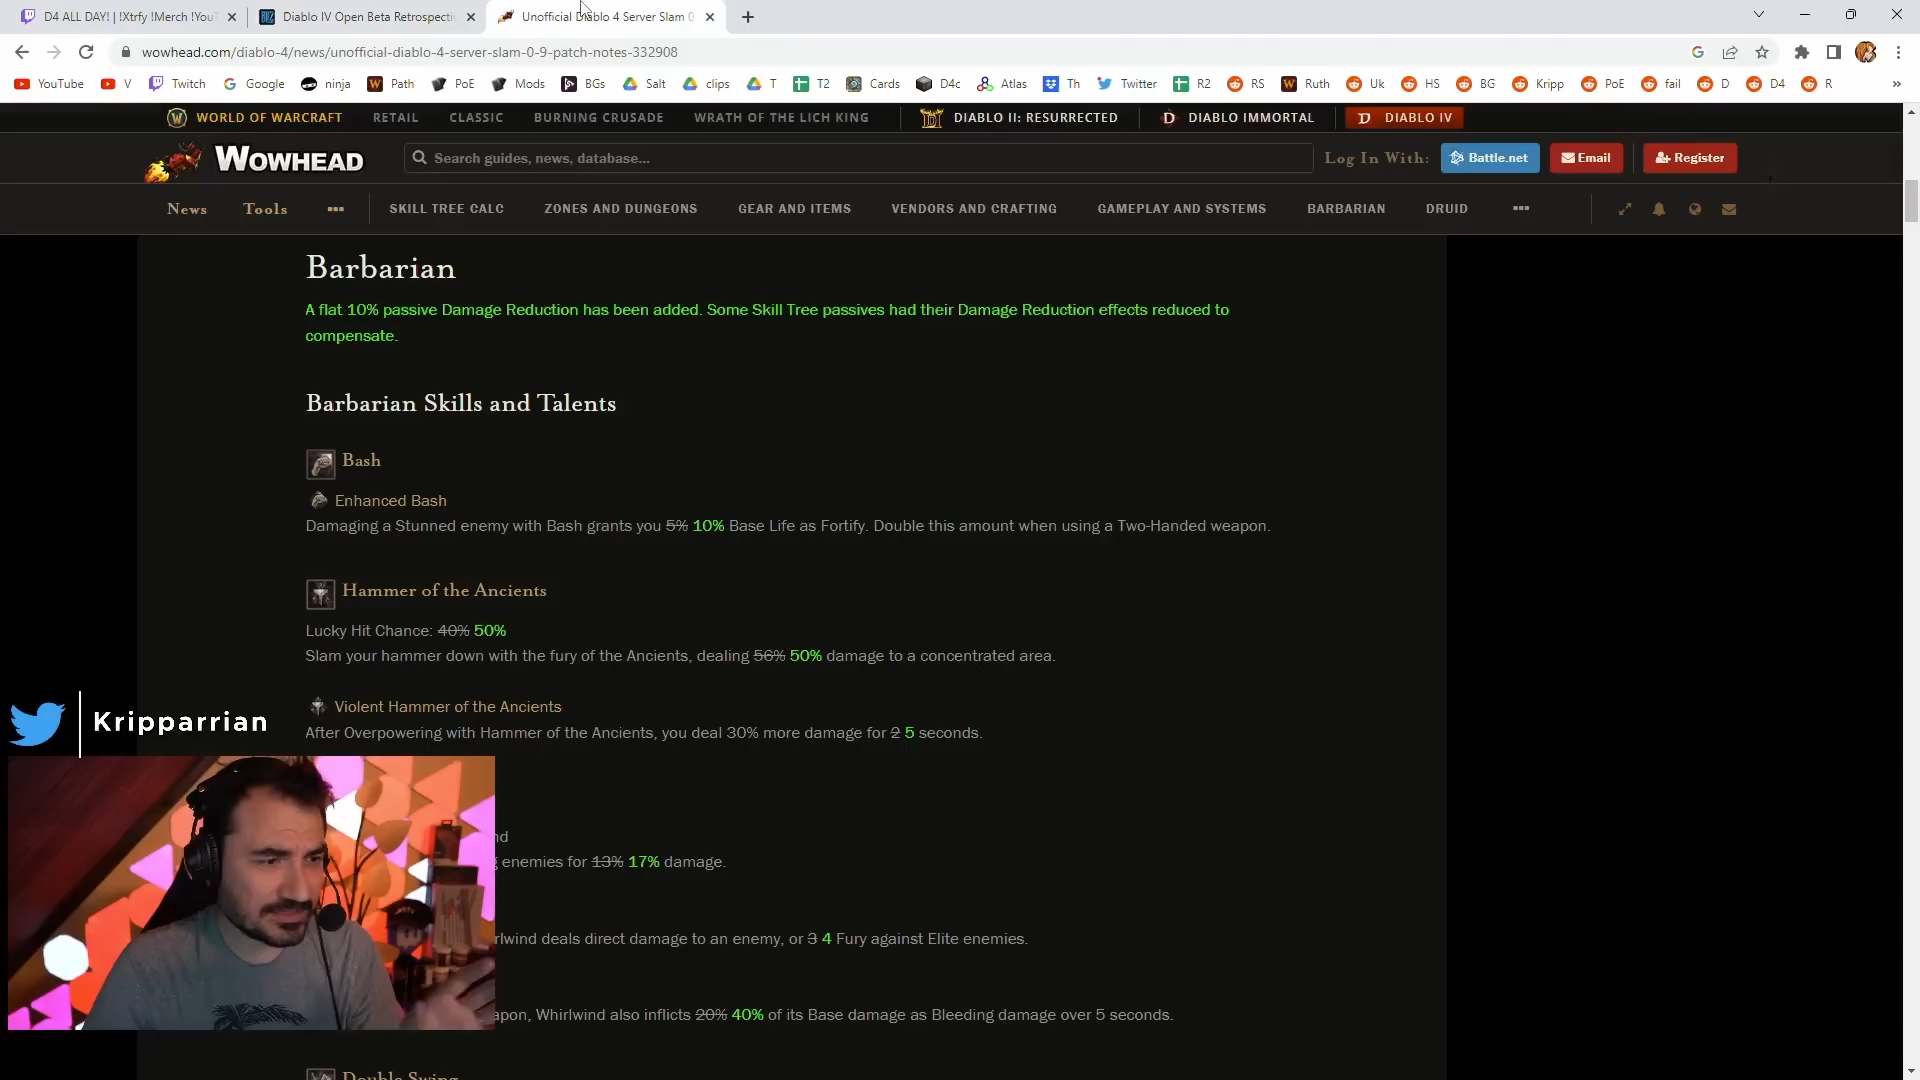 D4 ALL DAY! | !Xtrfy !Merch !You
Diablo IV Open Beta Retrospecti
Unofficial Diablo 4 Server Slam 0
wowhead.com/diablo-4/news/unofficial-diablo-4-server-slam-0-9-patch-notes-332908
YouTube V Twitch Google ninja Path PoE Mods BGs Salt clips T T2 Cards D4c Atlas Th Twitter R2 RS Ruth Uk HS BG Kripp PoE fail D D4 R »
WORLD OF WARCRAFT RETAIL CLASSIC BURNING CRUSADE WRATH OF THE LICH KING DIABLO II: RESURRECTED DIABLO IMMORTAL DIABLO IV
WOWHEAD Search guides, news, database... Log In With: Battle.net Email Register
News Tools SKILL TREE CALC ZONES AND DUNGEONS GEAR AND ITEMS VENDORS AND CRAFTING GAMEPLAY AND SYSTEMS BARBARIAN DRUID
Barbarian
A flat 10% passive Damage Reduction has been added. Some Skill Tree passives had their Damage Reduction effects reduced to
compensate.
Barbarian Skills and Talents
Bash
Enhanced Bash
Damaging a Stunned enemy with Bash grants you 5% 10% Base Life as Fortify. Double this amount when using a Two-Handed weapon.
Hammer of the Ancients
Lucky Hit Chance: 40% 50%
Slam your hammer down with the fury of the Ancients, dealing 56% 50% damage to a concentrated area.
Violent Hammer of the Ancients
After Overpowering with Hammer of the Ancients, you deal 30% more damage for 2 5 seconds.
Kripparrian
nd
enemies for 13% 17% damage.
rlwind deals direct damage to an enemy, or 3 4 Fury against Elite enemies.
apon, Whirlwind also inflicts 20% 40% of its Base damage as Bleeding damage over 5 seconds.
Double Swing